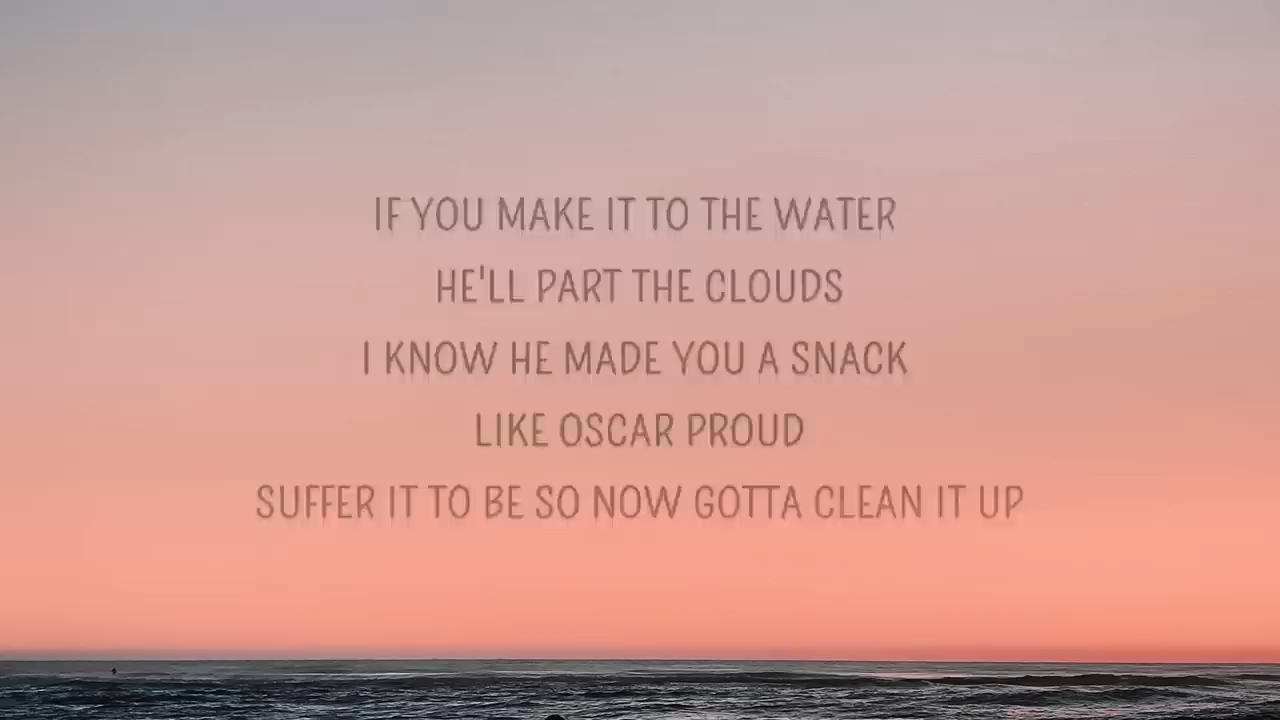 IF YOU MAKE IT TO THE WATER
HE'LL PART THE CLOUDS
I KNOW HE MADE YOU A SNACK
LIKE OSCAR PROUD
SUFFER IT TO BE SO NOW GOTTA CLEAN IT UP